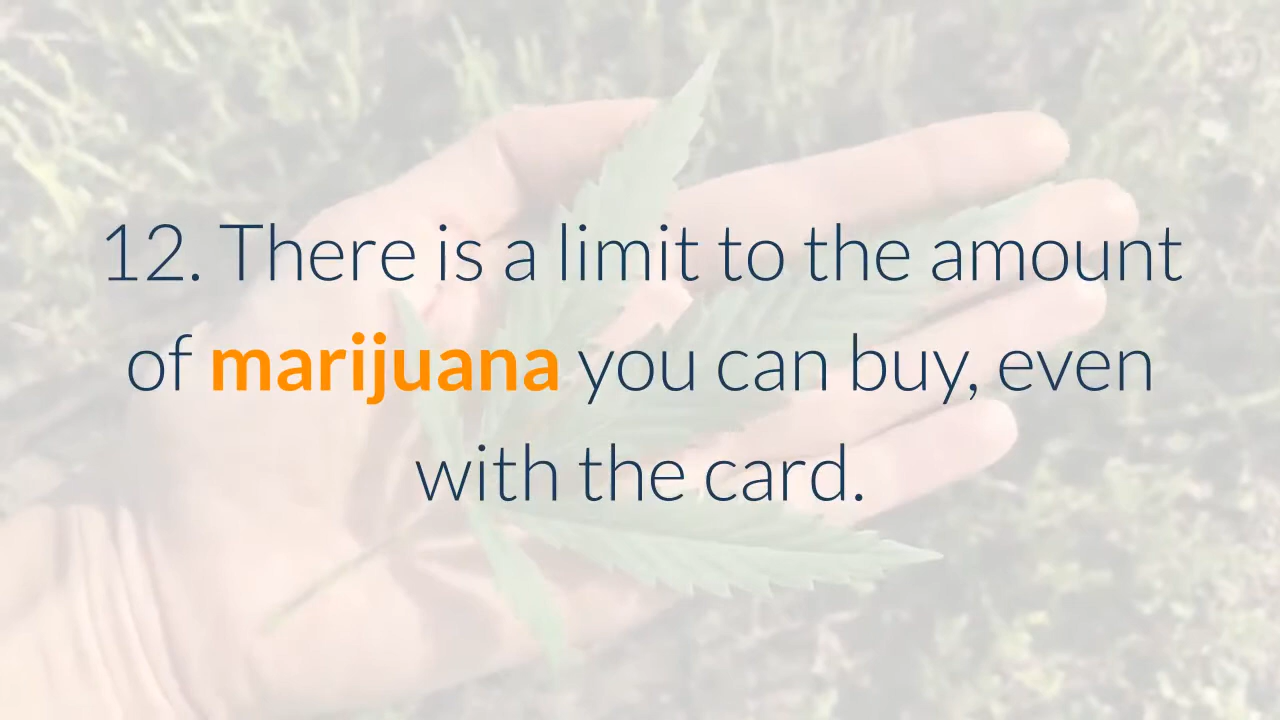 12. There is a limit to the amount
of marijuana you can buy, even
with the card.